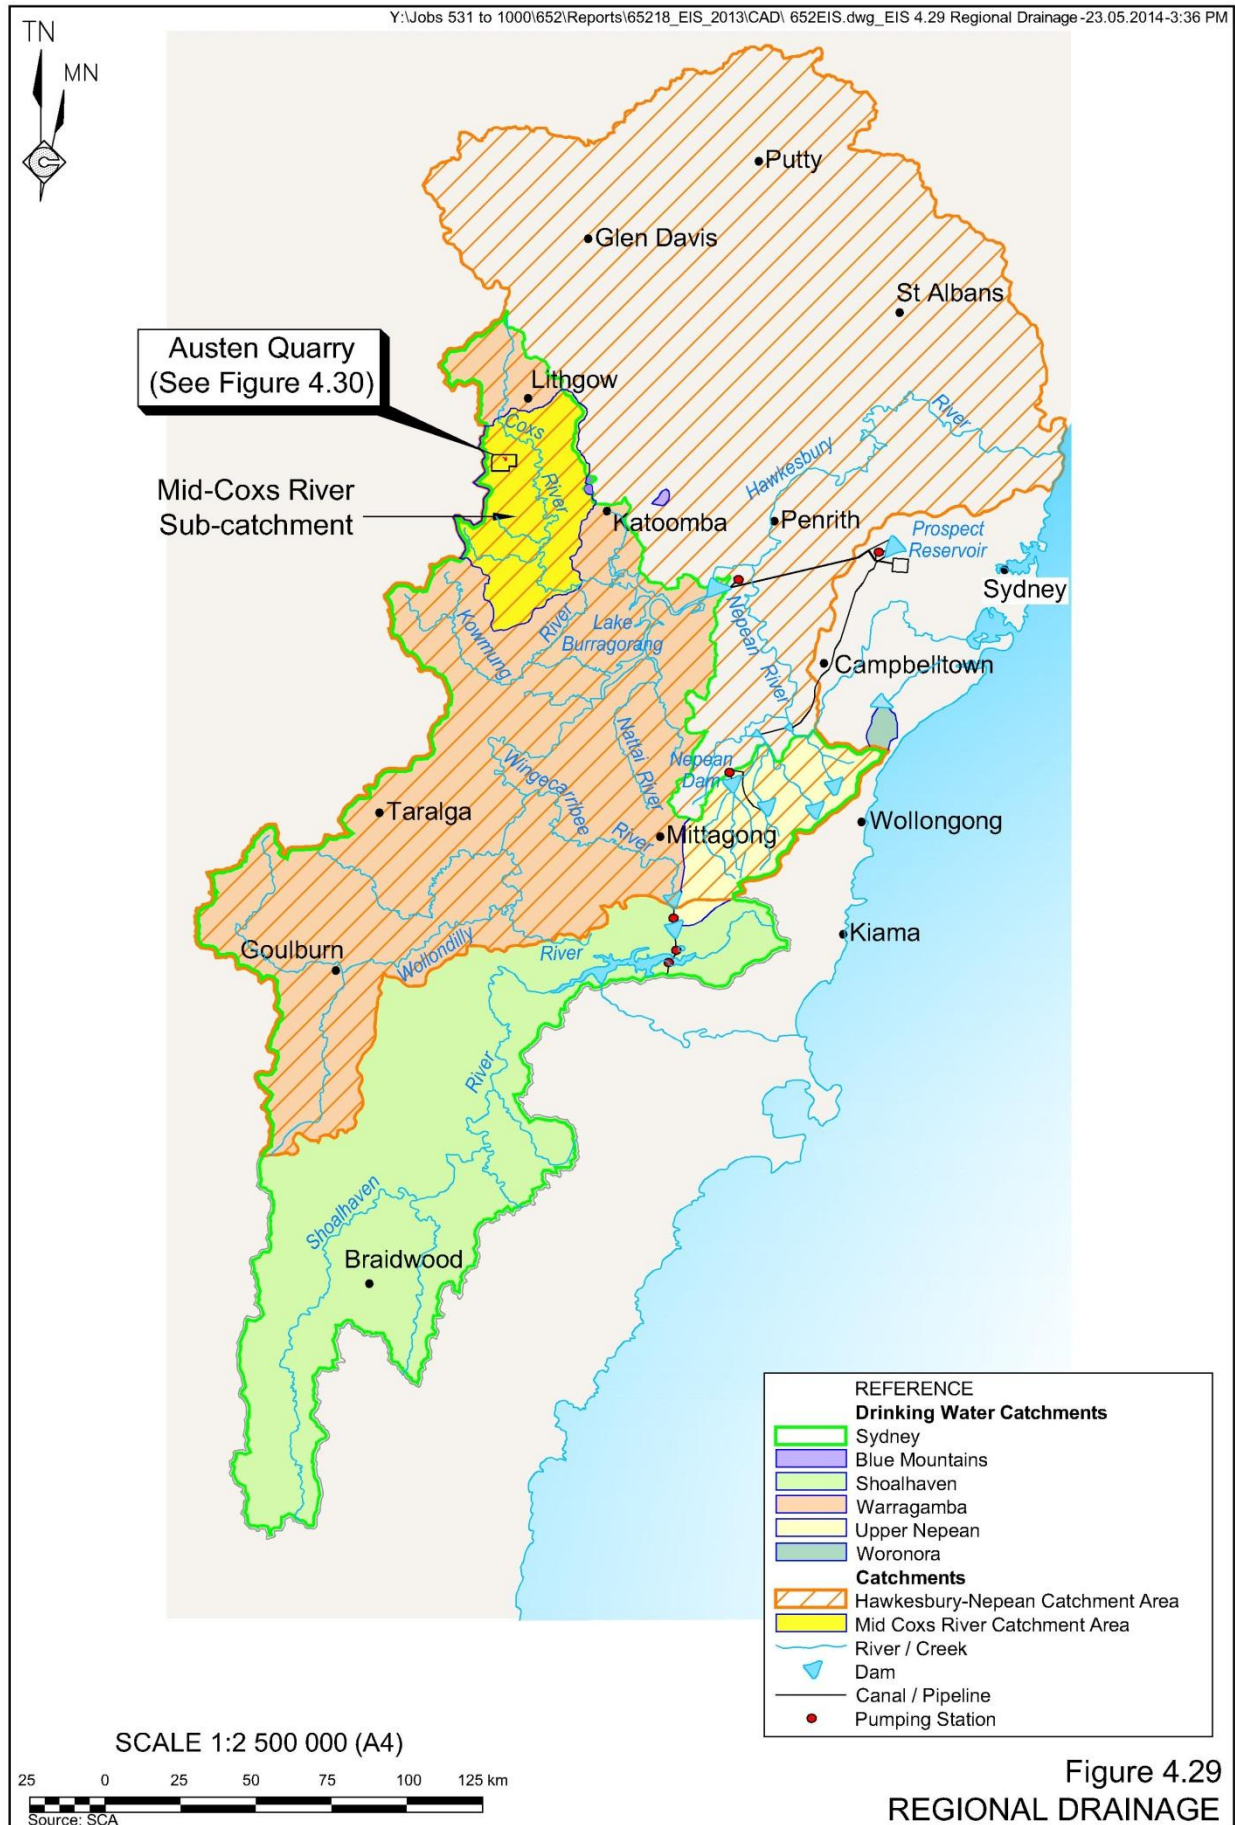 Y:\Jobs 531 to 1000\652\Reports\65218_EIS_2013\CAD\ 652EIS.dwg_EIS 4.29 Regional Drainage-23.05.2014-3:36 PM
TN
MN
Putty
Glen Davis
St Albans
Austen Quarry
(See Figure 4.30)
Lithgow
Coxs
River
River
Hawkesbury
Mid-Coxs River
Sub-catchment
Katoomba
Penrith
Prospect
Reservoir
Sydney
Kowmung
River
Lake
Burragorang
Nepean
River
Campbelltown
Nattai River
Wingecarribee
River
Nepean
Dam
Taralga
Mittagong
Wollongong
Kiama
Goulburn
Wollondilly
River
River
Shoalhaven
Braidwood
REFERENCE
Drinking Water Catchments
Sydney
Blue Mountains
Shoalhaven
Warragamba
Upper Nepean
Woronora
Catchments
Hawkesbury-Nepean Catchment Area
Mid Coxs River Catchment Area
River / Creek
Dam
Canal / Pipeline
Pumping Station
SCALE 1:2 500 000 (A4)
25 0 25 50 75 100 125 km
Source: SCA
Figure 4.29
REGIONAL DRAINAGE